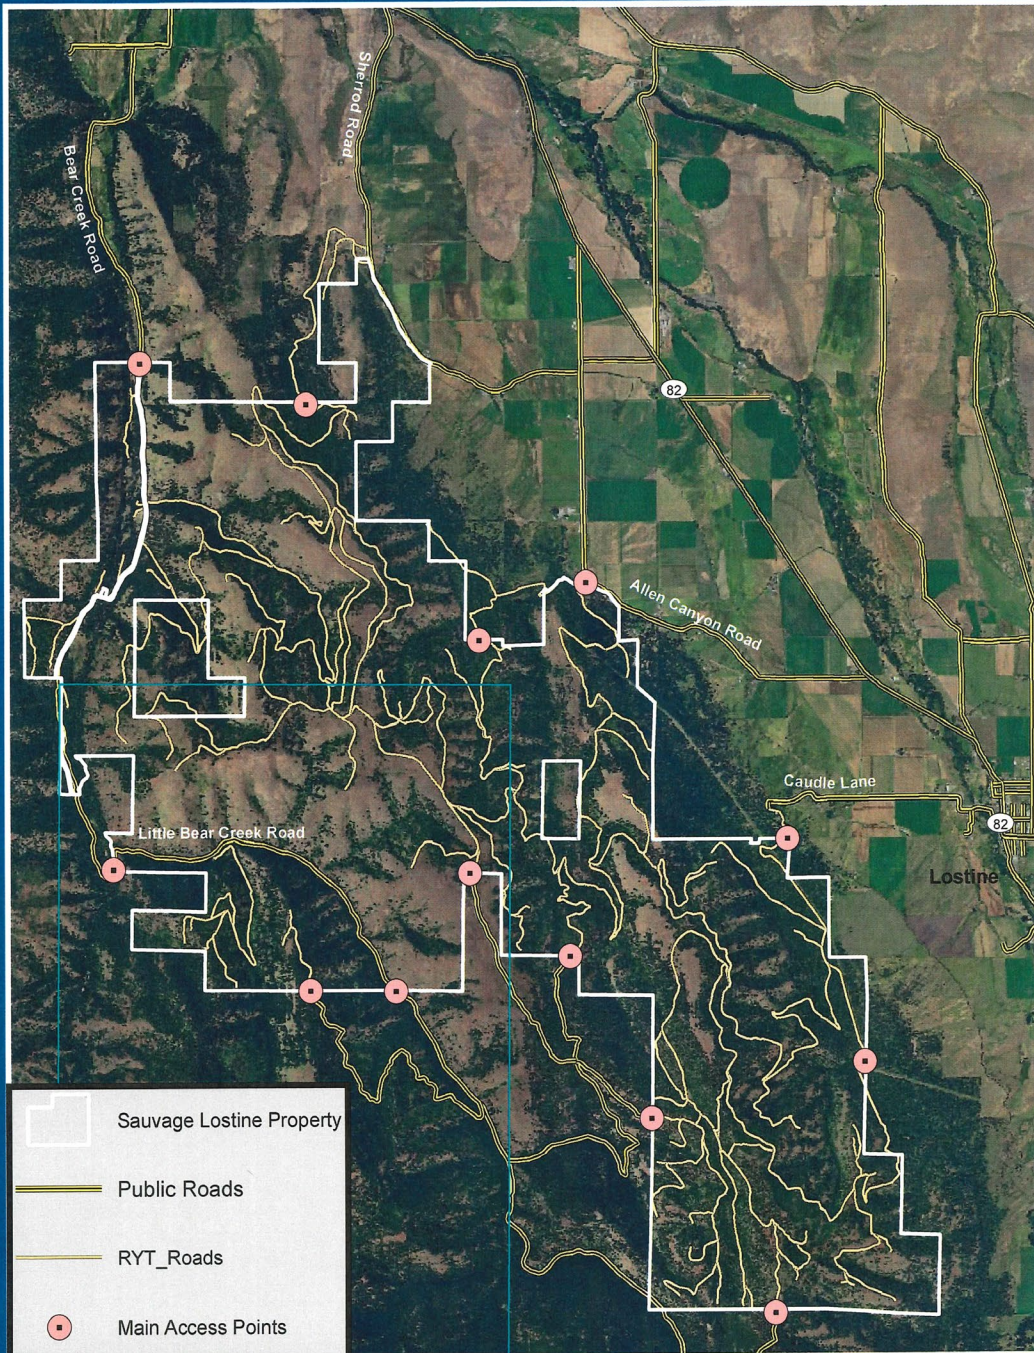 Sherrod Road
Bear Creek Road
82
Allen Canyon Road
Caudle Lane
82
Little Bear Creek Road
Lostine
Sauvage Lostine Property
Public Roads
RYT_Roads
Main Access Points